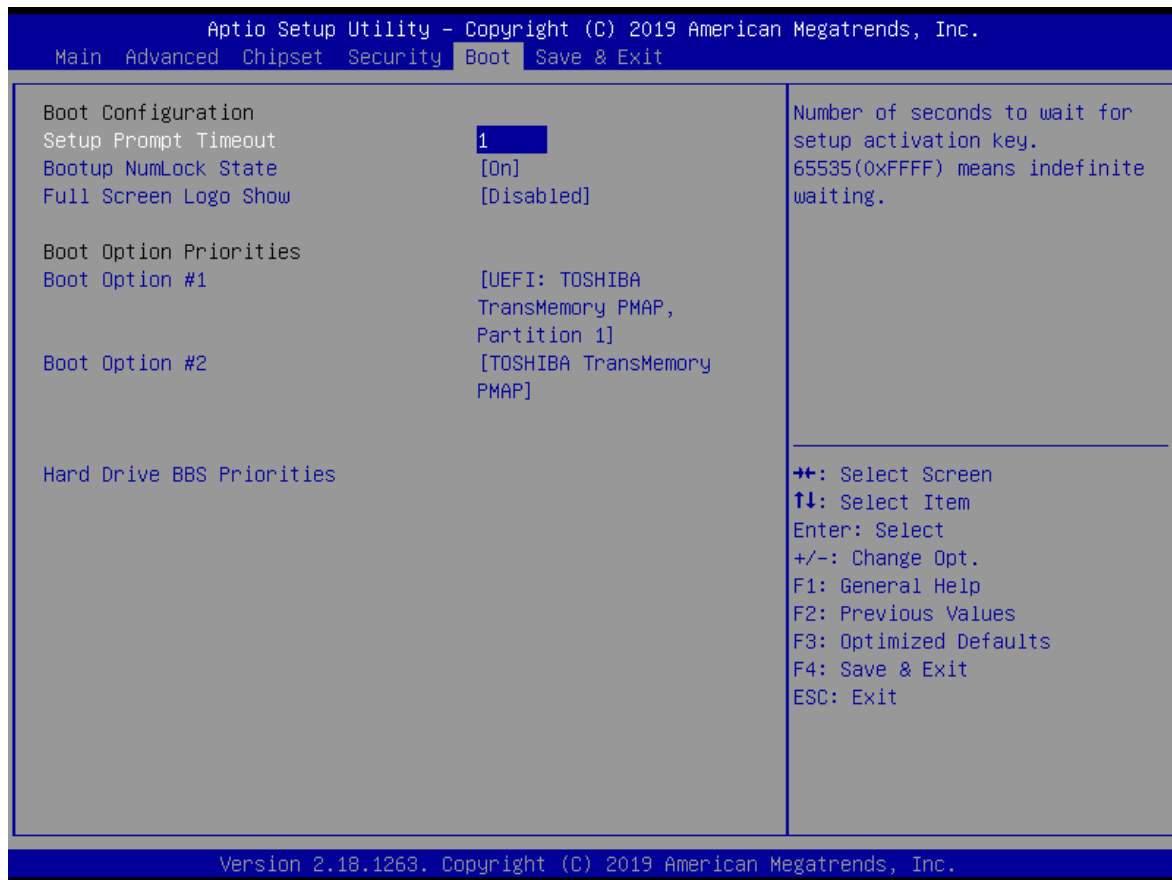 Aptio Setup Utility – Copyright (C) 2019 American Megatrends, Inc.
Main Advanced Chipset Security Boot Save & Exit
Boot Configuration
Setup Prompt Timeout 1
Bootup NumLock State [On]
Full Screen Logo Show [Disabled]
Boot Option Priorities
Boot Option #1 [UEFI: TOSHIBA
TransMemory PMAP,
Partition 1]
Boot Option #2 [TOSHIBA TransMemory
PMAP]
Hard Drive BBS Priorities
Number of seconds to wait for
setup activation key.
65535(0xFFFF) means indefinite
waiting.
→←: Select Screen
↑↓: Select Item
Enter: Select
+/-: Change Opt.
F1: General Help
F2: Previous Values
F3: Optimized Defaults
F4: Save & Exit
ESC: Exit
Version 2.18.1263. Copyright (C) 2019 American Megatrends, Inc.